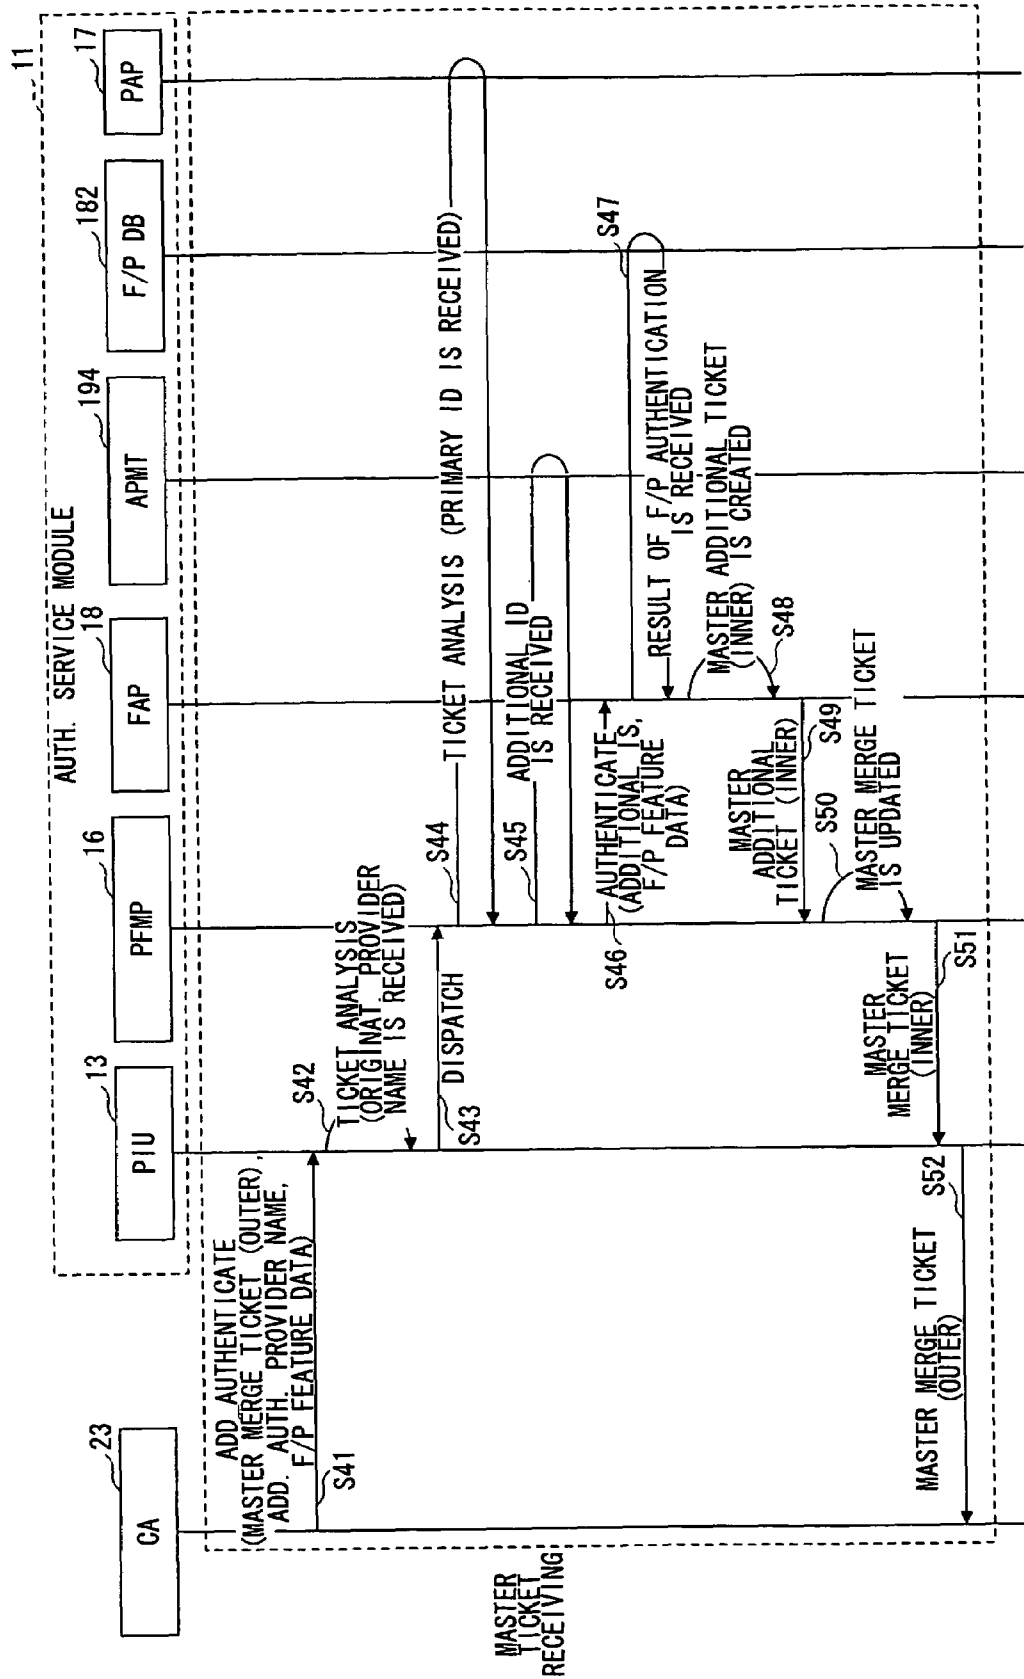 11
AUTH. SERVICE MODULE
23
CA
13
PIU
16
PFMP
18
FAP
194
APMT
182
F/P DB
17
PAP
MASTER
TICKET
RECEIVING
ADD AUTHENTICATE
(MASTER MERGE TICKET (OUTER),
ADD. AUTH. PROVIDER NAME,
F/P FEATURE DATA)
S41
S42
TICKET ANALYSIS
(ORIGINAT. PROVIDER
NAME IS RECEIVED)
S43
DISPATCH
S44
TICKET ANALYSIS (PRIMARY ID IS RECEIVED)
S45
ADDITIONAL ID
IS RECEIVED
S46
AUTHENTICATE
(ADDITIONAL IS,
F/P FEATURE
DATA)
S47
RESULT OF F/P AUTHENTICATION
IS RECEIVED
MASTER ADDITIONAL TICKET
(INNER) IS CREATED
S48
MASTER
ADDITIONAL
TICKET (INNER)
S49
S50
MASTER MERGE TICKET
IS UPDATED
MASTER
MERGE TICKET
(INNER)
S51
S52
MASTER MERGE TICKET
(OUTER)